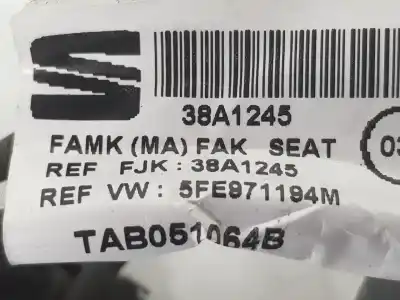 38A1245
FAMK (MA) FAK SEAT
REF FJK : 38A1245
REF VW : 5FE971194M
TAB051064B